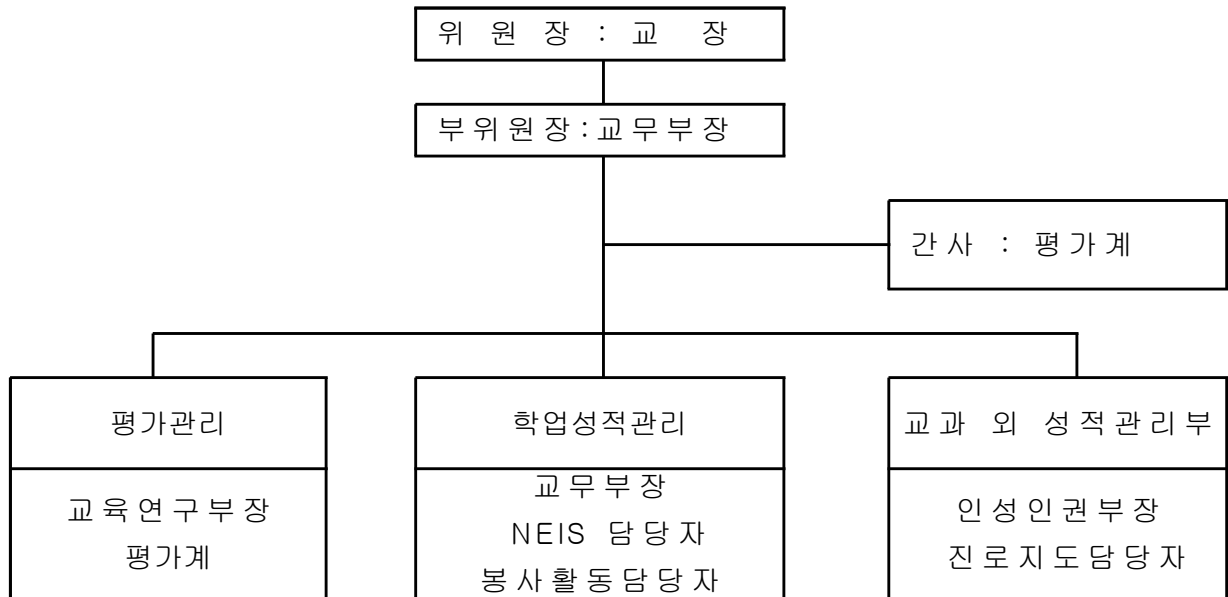 위 원 장 : 교 장
부위원장:교무부장
간사 : 평가계
평가관리
교육연구부장
평가계
학업성적관리
교무부장
NEIS 담당자
봉사활동담당자
교과 외 성적관리부
인성인권부장
진로지도담당자